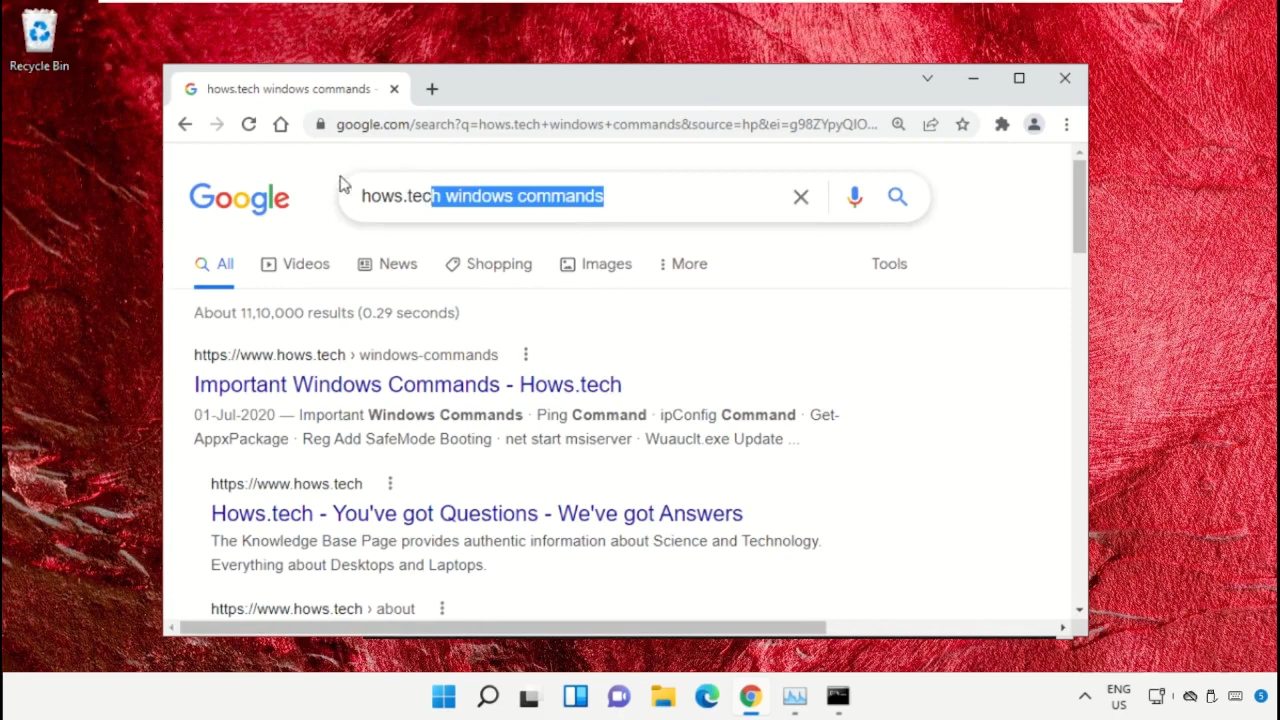 Recycle Bin
hows.tech windows commands -
google.com/search?q=hows.tech+windows+commands&source=hp&ei=g98ZYpyQIO...
Google
hows.tech windows commands
All Videos News Shopping Images More Tools
About 11,10,000 results (0.29 seconds)
https://www.hows.tech › windows-commands
Important Windows Commands - Hows.tech
01-Jul-2020 — Important Windows Commands · Ping Command · ipConfig Command · Get-
AppxPackage · Reg Add SafeMode Booting · net start msiserver · Wuauclt.exe Update ...
https://www.hows.tech
Hows.tech - You've got Questions - We've got Answers
The Knowledge Base Page provides authentic information about Science and Technology.
Everything about Desktops and Laptops.
https://www.hows.tech › about
ENG
US
5